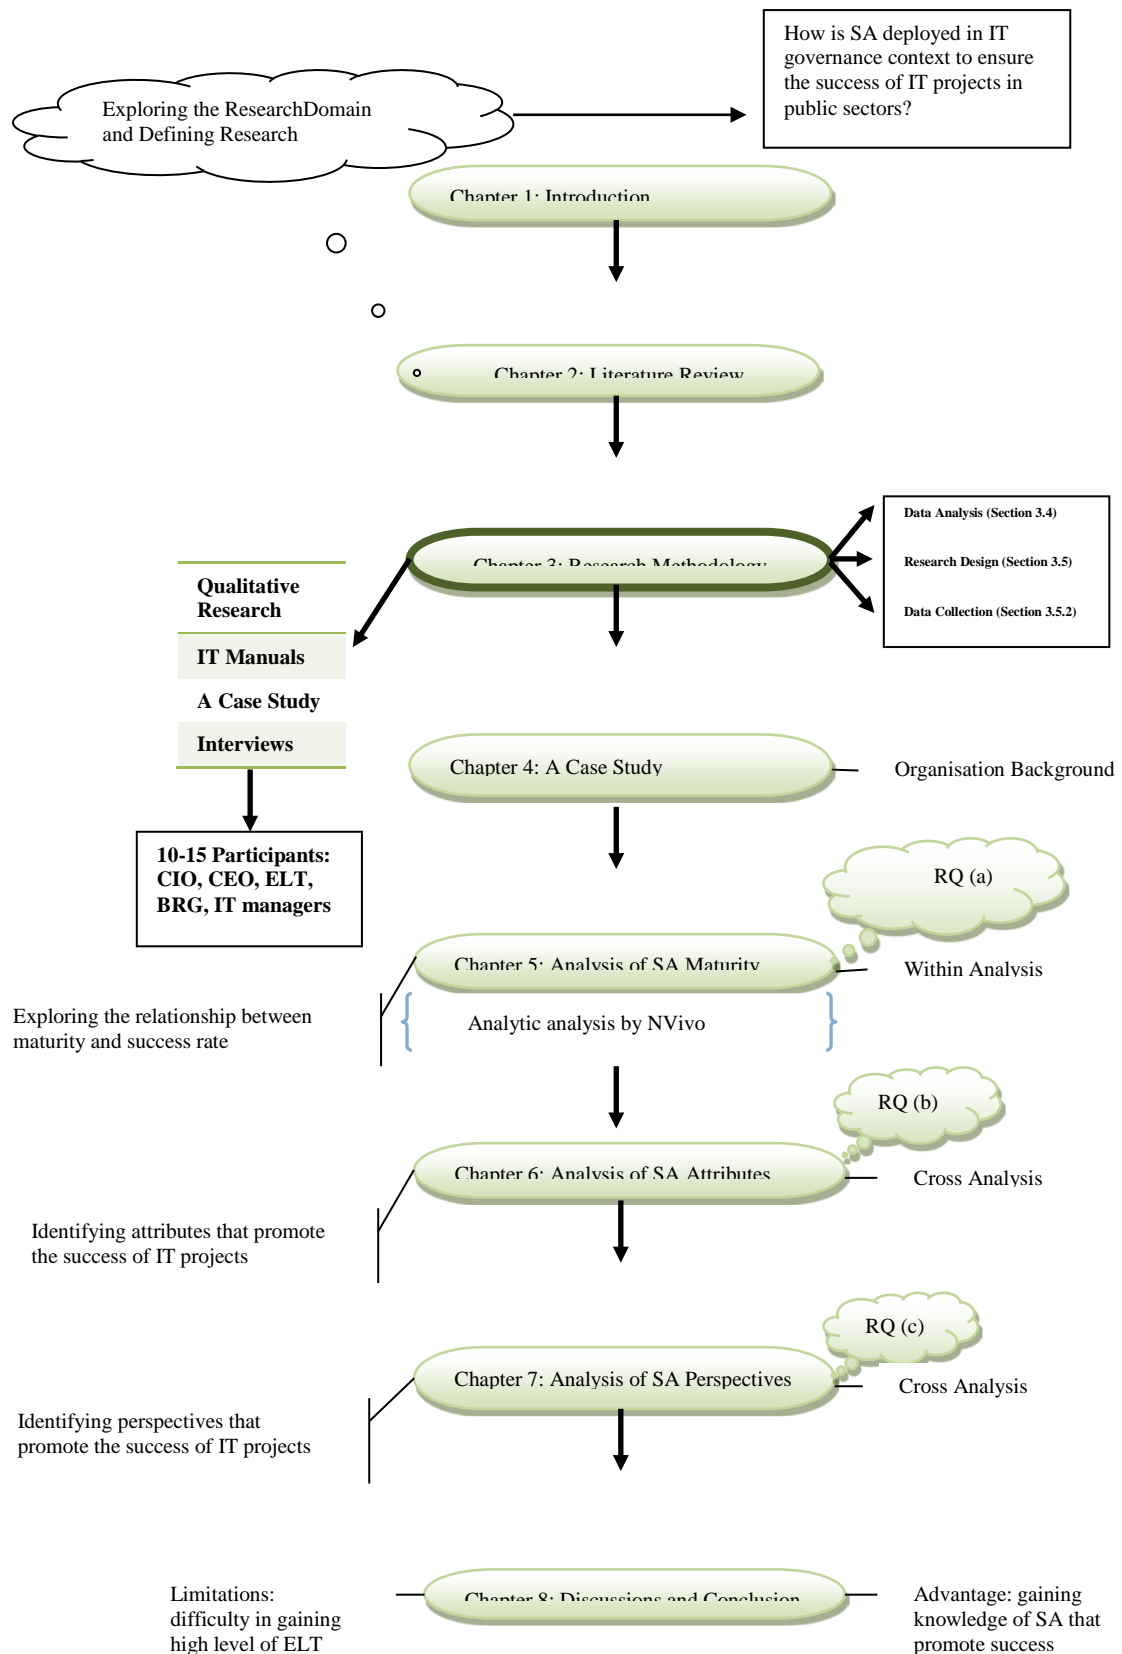 How is SA deployed in IT
governance context to ensure
the success of IT projects in
public sectors?
Exploring the ResearchDomain
and Defining Research
Chapter 1: Introduction
Chapter 2: Literature Review
Chapter 3: Research Methodology
Data Analysis (Section 3.4)
Research Design (Section 3.5)
Data Collection (Section 3.5.2)
Qualitative
Research
IT Manuals
A Case Study
Interviews
10-15 Participants:
CIO, CEO, ELT,
BRG, IT managers
Chapter 4: A Case Study
Organisation Background
RQ (a)
Chapter 5: Analysis of SA Maturity
Within Analysis
Exploring the relationship between
maturity and success rate
Analytic analysis by NVivo
RQ (b)
Chapter 6: Analysis of SA Attributes
Cross Analysis
Identifying attributes that promote
the success of IT projects
RQ (c)
Chapter 7: Analysis of SA Perspectives
Cross Analysis
Identifying perspectives that
promote the success of IT projects
Limitations:
difficulty in gaining
high level of ELT
Chapter 8: Discussions and Conclusion
Advantage: gaining
knowledge of SA that
promote success